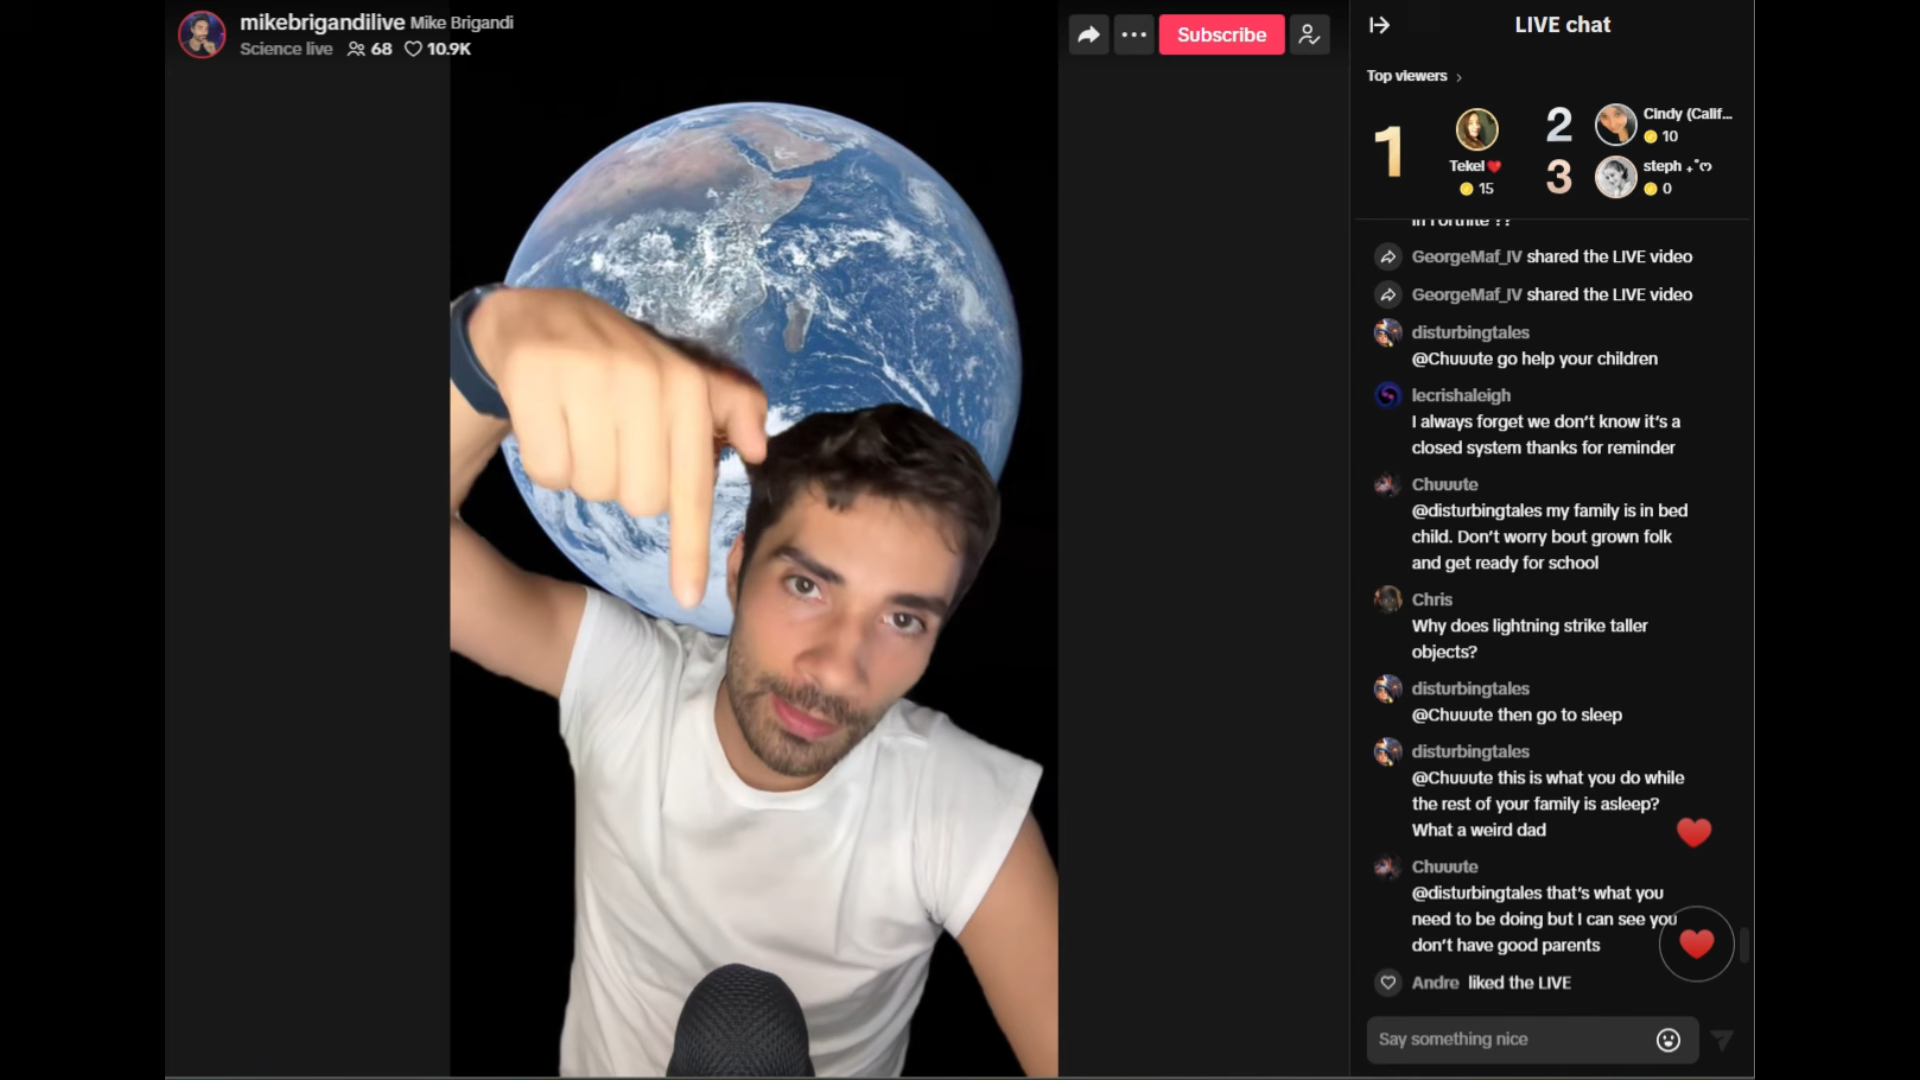 mikebrigandilive Mike Brigandi
Science live 68 10.9K
Subscribe
LIVE chat
Top viewers
1
Tekel
15
2
Cindy (Calif...
10
3
steph
0
GeorgeMaf_IV shared the LIVE video
GeorgeMaf_IV shared the LIVE video
disturbingtales
@Chuuute go help your children
lecrishaleigh
I always forget we don't know it's a
closed system thanks for reminder
Chuuute
@disturbingtales my family is in bed
child. Don't worry bout grown folk
and get ready for school
Chris
Why does lightning strike taller
objects?
disturbingtales
@Chuuute then go to sleep
disturbingtales
@Chuuute this is what you do while
the rest of your family is asleep?
What a weird dad
Chuuute
@disturbingtales that's what you
need to be doing but I can see you
don't have good parents
Andre liked the LIVE
Say something nice